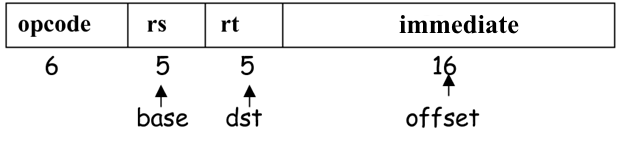 opcode rs rt immediate
6 5 5 16
base dst offset